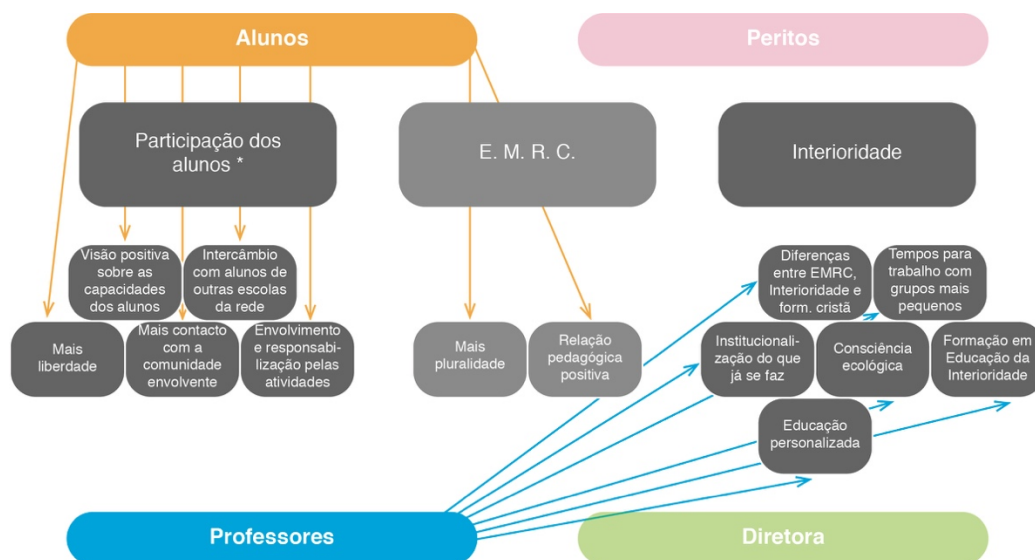 Alunos
Peritos
Participação dos
alunos *
E. M. R. C.
Interioridade
Visão positiva
sobre as
capacidades
dos alunos
Intercâmbio
com alunos de
outras escolas
da rede
Diferenças
entre EMRC,
Interioridade e
form. cristã
Tempos para
trabalho com
grupos mais
pequenos
Mais
liberdade
Mais contacto
com a
comunidade
envolvente
Envolvimento
e responsabi-
lização pelas
atividades
Mais
pluralidade
Relação
pedagógica
positiva
Institucionali-
zação do que
já se faz
Consciência
ecológica
Formação em
Educação da
Interioridade
Educação
personalizada
Professores
Diretora